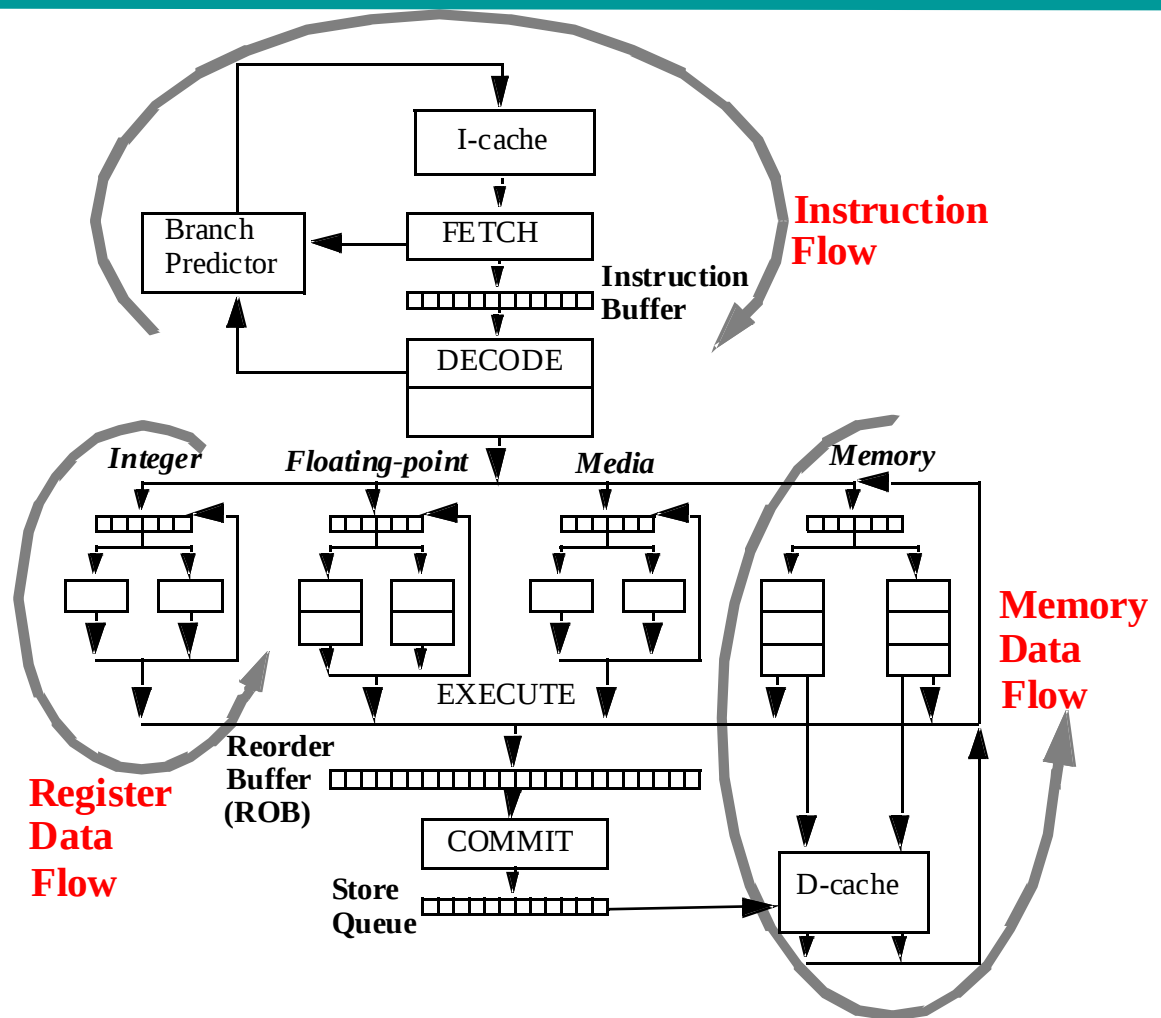 I-cache
Branch
Predictor
FETCH
Instruction
Flow
Instruction
Buffer
DECODE
Integer
Floating-point
Media
Memory
Memory
Data
Flow
EXECUTE
Reorder
Buffer
(ROB)
Register
Data
Flow
COMMIT
Store
Queue
D-cache